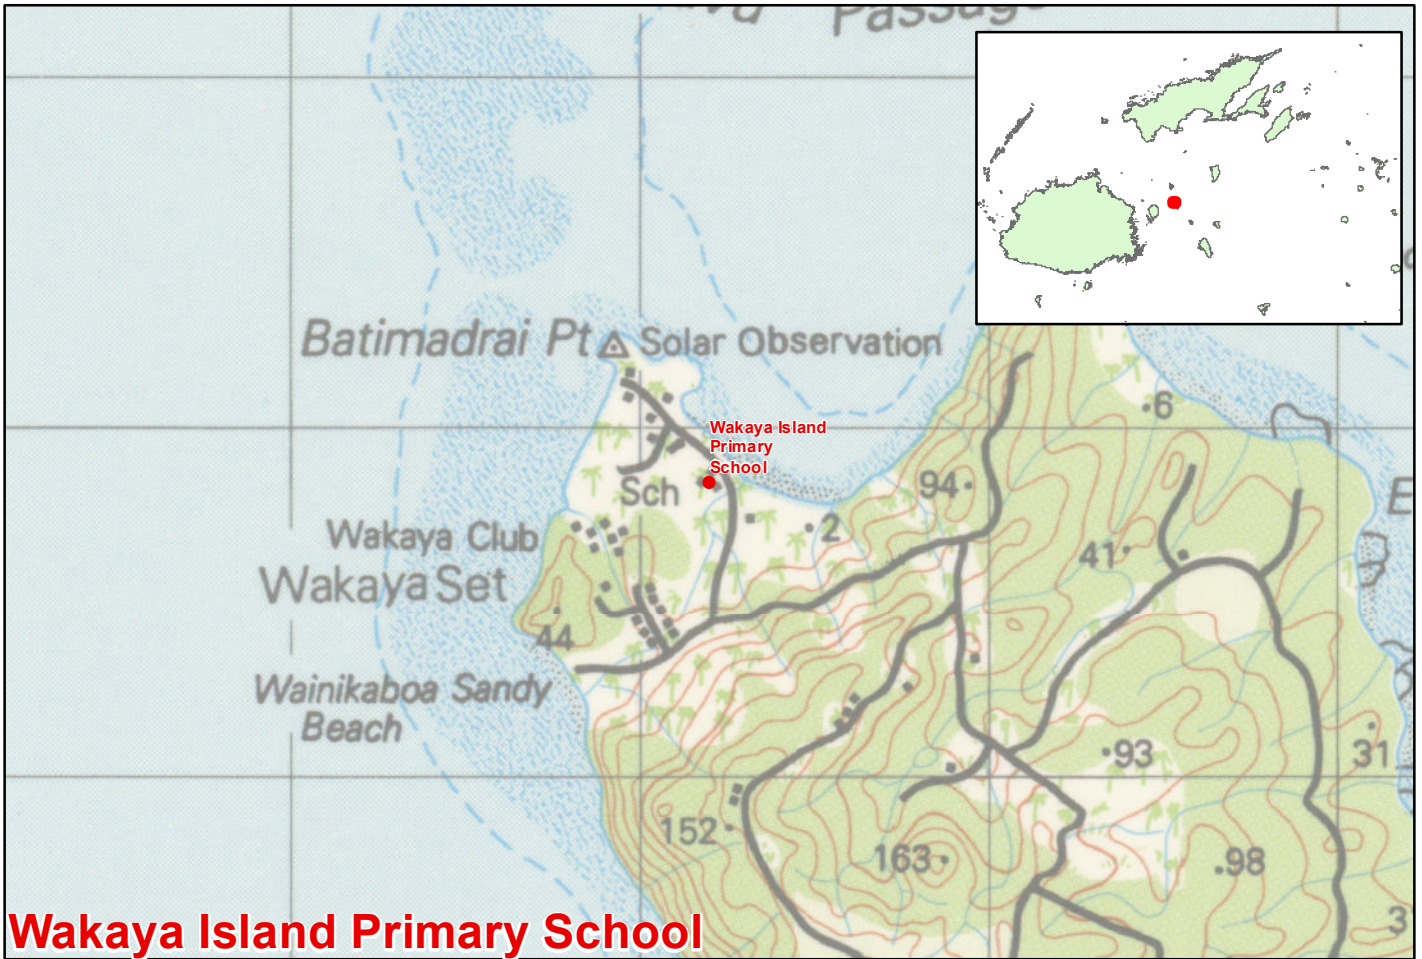 Passage
Batimadrai Pt
Solar Observation
6
Wakaya Island
Primary
School
94
Sch
2
Wakaya Club
41
Wakaya Set
44
Wainikaboa Sandy
Beach
93
31
152
163
98
Wakaya Island Primary School